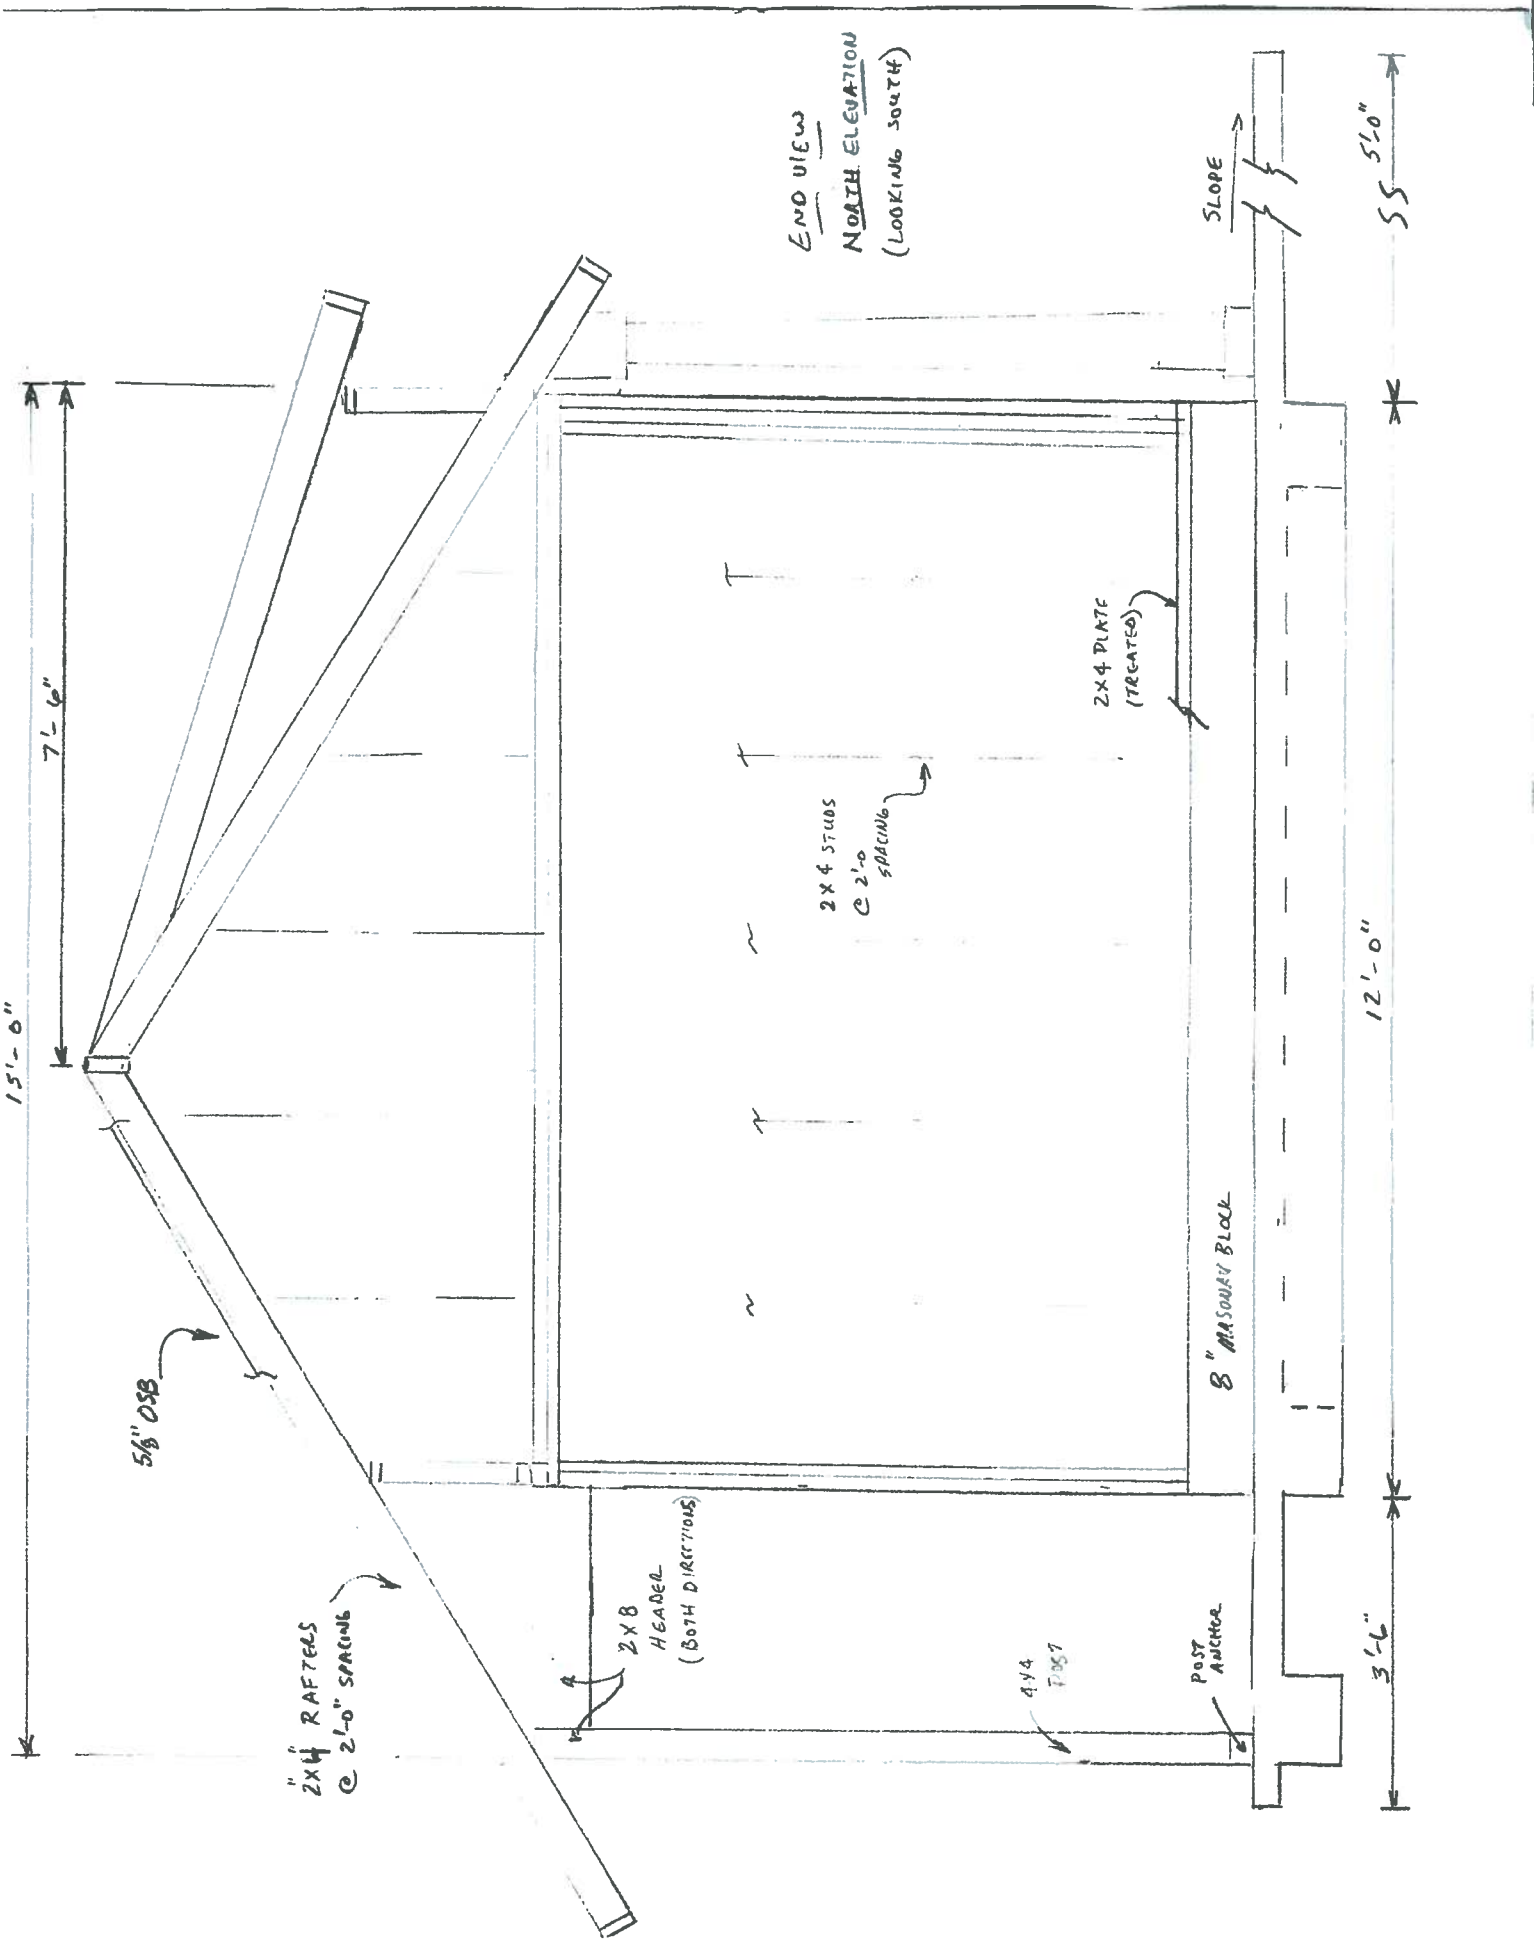 15'-0"
7'-6"
5/8" OSB
2x4" RAFTERS
@ 2'-0" SPACING
2X8
HEADER
(BOTH DIRECTIONS)
4x4
POST
POST
ANCHOR
2X4 STUDS
@ 2'-0
SPACING
2X4 PLATE
(TREATED)
8" MASONRY BLOCK
END VIEW
NORTH ELEVATION
(LOOKING SOUTH)
SLOPE
3'-6"
12'-0"
5'-0"